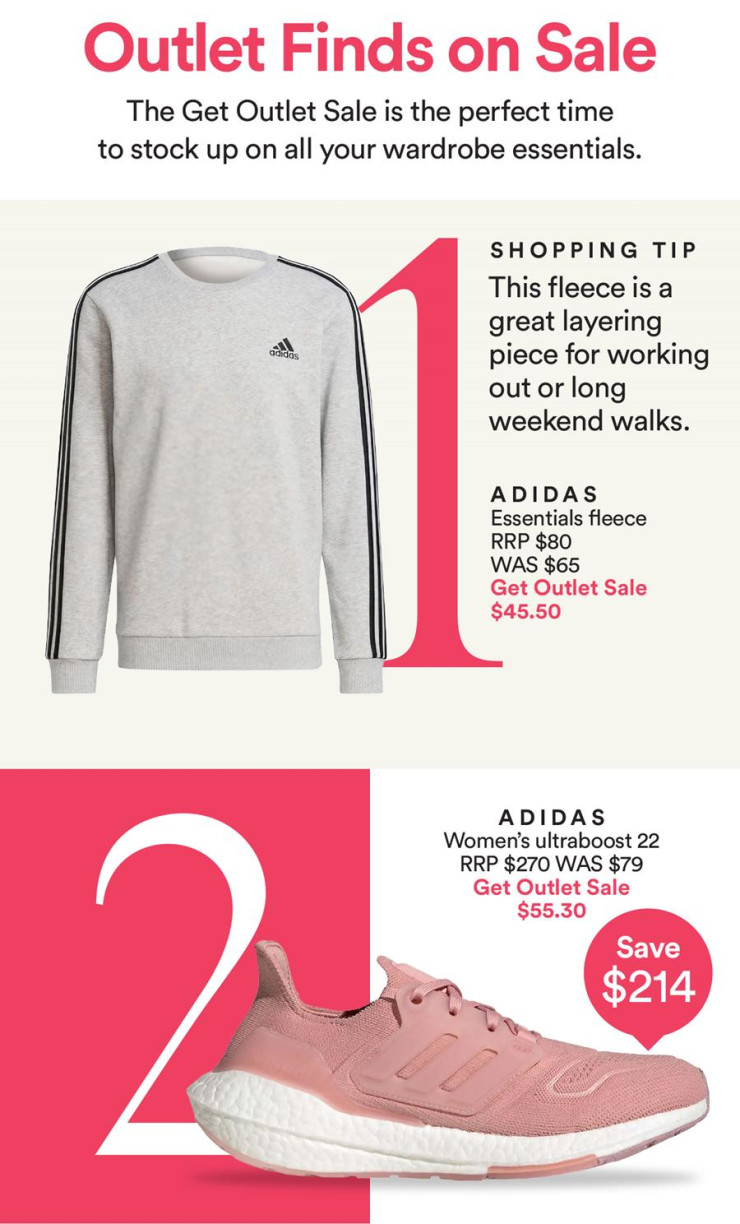 Outlet Finds on Sale
The Get Outlet Sale is the perfect time
to stock up on all your wardrobe essentials.
adidas
1
SHOPPING TIP
This fleece is a
great layering
piece for working
out or long
weekend walks.
ADIDAS
Essentials fleece
RRP $80
WAS $65
Get Outlet Sale
$45.50
2
ADIDAS
Women's ultraboost 22
RRP $270 WAS $79
Get Outlet Sale
$55.30
Save
$214